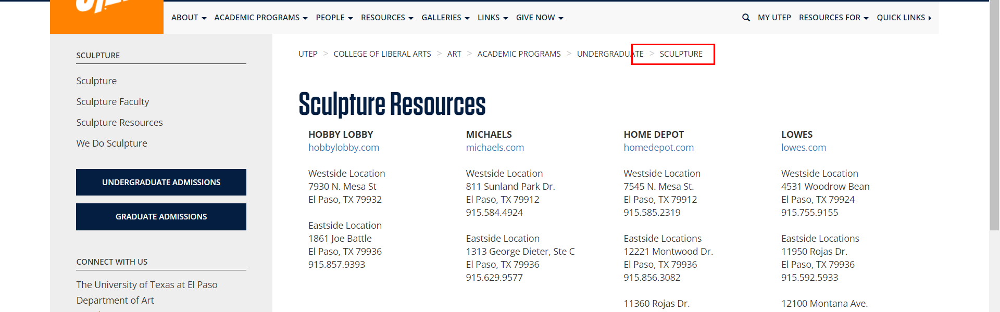 ABOUT ACADEMIC PROGRAMS PEOPLE RESOURCES GALLERIES LINKS GIVE NOW MY UTEP RESOURCES FOR QUICK LINKS
SCULPTURE
Sculpture
Sculpture Faculty
Sculpture Resources
We Do Sculpture
UNDERGRADUATE ADMISSIONS
GRADUATE ADMISSIONS
CONNECT WITH US
The University of Texas at El Paso
Department of Art
UTEP > COLLEGE OF LIBERAL ARTS > ART > ACADEMIC PROGRAMS > UNDERGRADUATE > SCULPTURE
Sculpture Resources
HOBBY LOBBY
hobbylobby.com
Westside Location
7930 N. Mesa St
El Paso, TX 79932
Eastside Location
1861 Joe Battle
El Paso, TX 79936
915.857.9393
MICHAELS
michaels.com
Westside Location
811 Sunland Park Dr.
El Paso, TX 79912
915.584.4924
Eastside Location
1313 George Dieter, Ste C
El Paso, TX 79936
915.629.9577
HOME DEPOT
homedepot.com
Westside Location
7545 N. Mesa St.
El Paso, TX 79912
915.585.2319
Eastside Locations
12221 Montwood Dr.
El Paso, TX 79936
915.856.3082
11360 Rojas Dr.
LOWES
lowes.com
Westside Location
4531 Woodrow Bean
El Paso, TX 79924
915.755.9155
Eastside Locations
11950 Rojas Dr.
El Paso, TX 79936
915.592.5933
12100 Montana Ave.